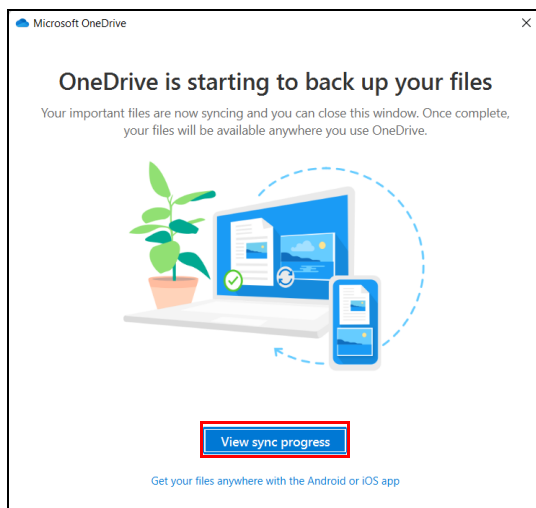 Microsoft OneDrive
OneDrive is starting to back up your files
Your important files are now syncing and you can close this window. Once complete,
your files will be available anywhere you use OneDrive.
View sync progress
Get your files anywhere with the Android or iOS app